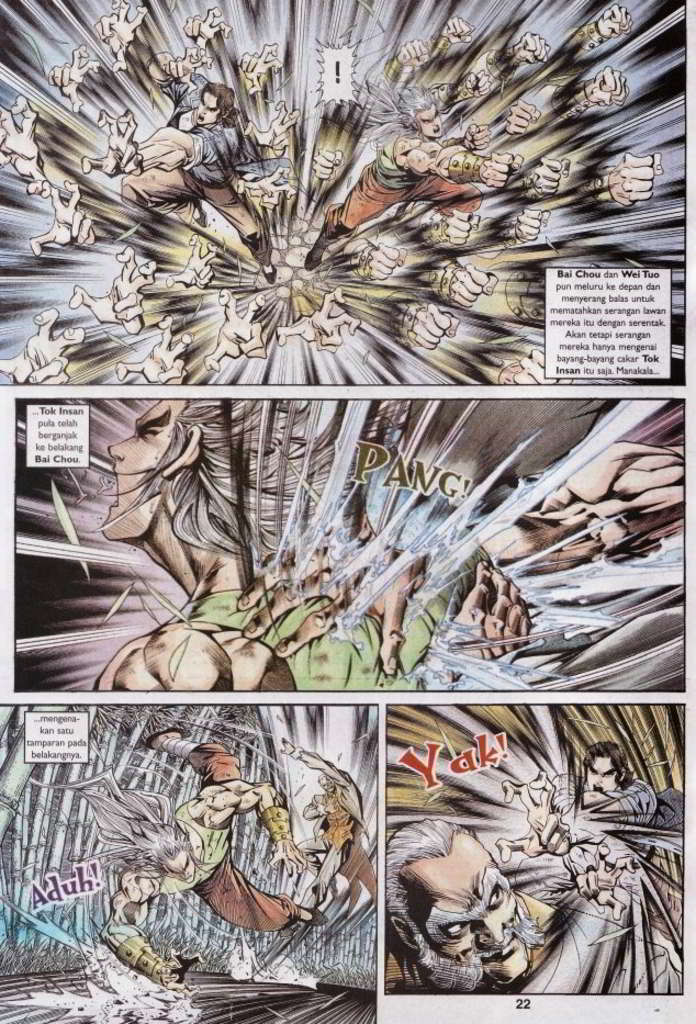 !
Bai Chou dan Wei Tuo
pun meluru ke depan dan
menyerang balas untuk
mematahkan serangan lawan
mereka itu dengan serentak.
Akan tetapi serangan
mereka hanya mengenai
bayang-bayang cakar Tok
Insan itu saja. Manakala...
...Tok Insan
pula telah
berganjak
ke belakang
Bai Chou.
PANG!
...mengena-
kan satu
tamparan pada
belakangnya.
Aduh!
Yak!
22